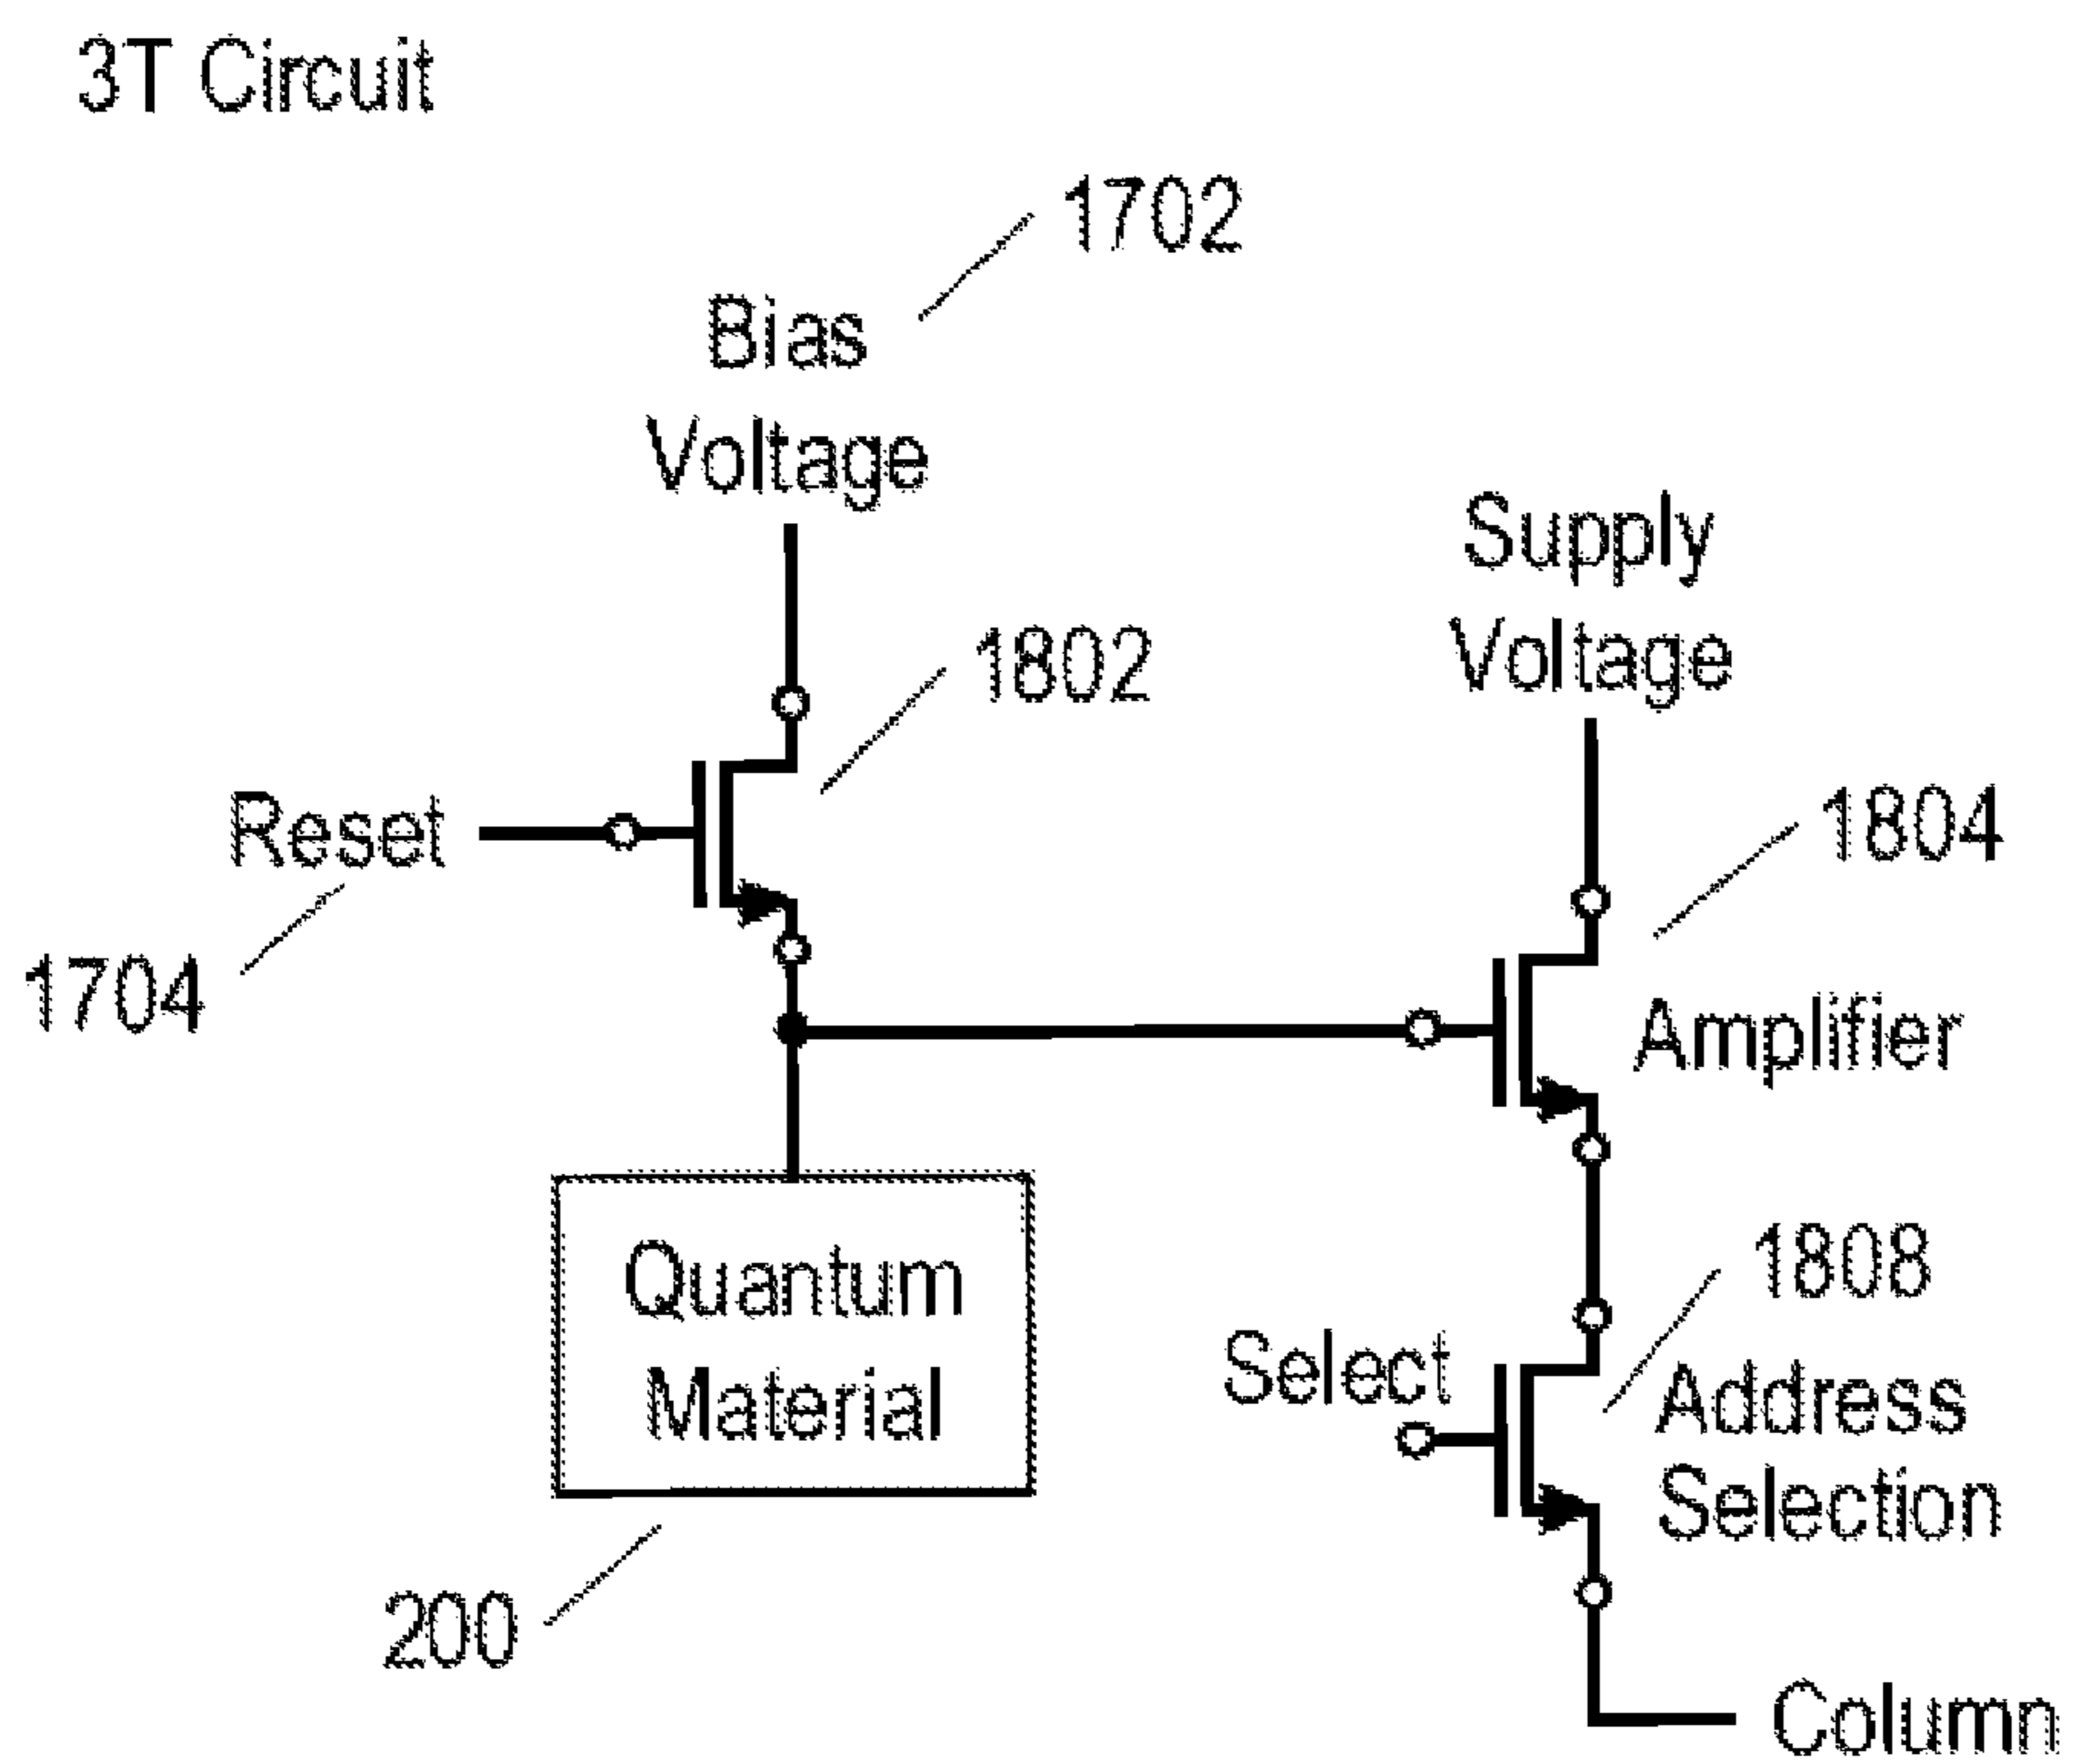 3T Circuit
1702
Bias
Voltage
Supply
Voltage
1802
Reset
1804
1704
Amplifier
Quantum
Material
1808
Select
Address
Selection
200
Column